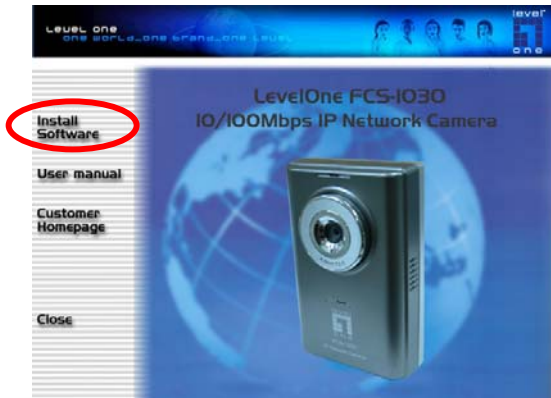 Level one
one world_one brand_one level
level
one
LevelOne FCS-1030
10/100Mbps IP Network Camera
Install
Software
User manual
Customer
Homepage
Close